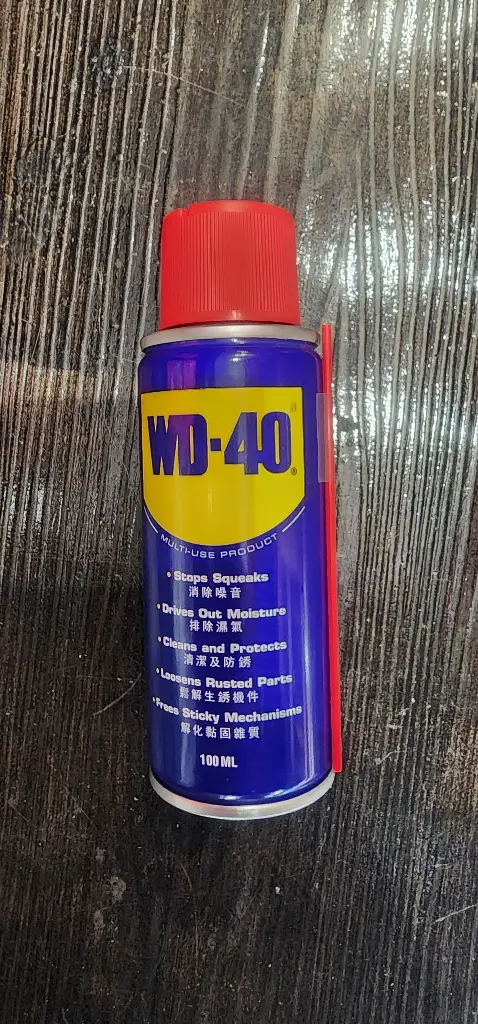 WD-40®
MULTI-USE PRODUCT
• Stops Squeaks
消除噪音
• Drives Out Moisture
排除濕氣
• Cleans and Protects
清潔及防銹
• Loosens Rusted Parts
鬆解生銹機件
• Frees Sticky Mechanisms
解化黏固雜質
100 ML